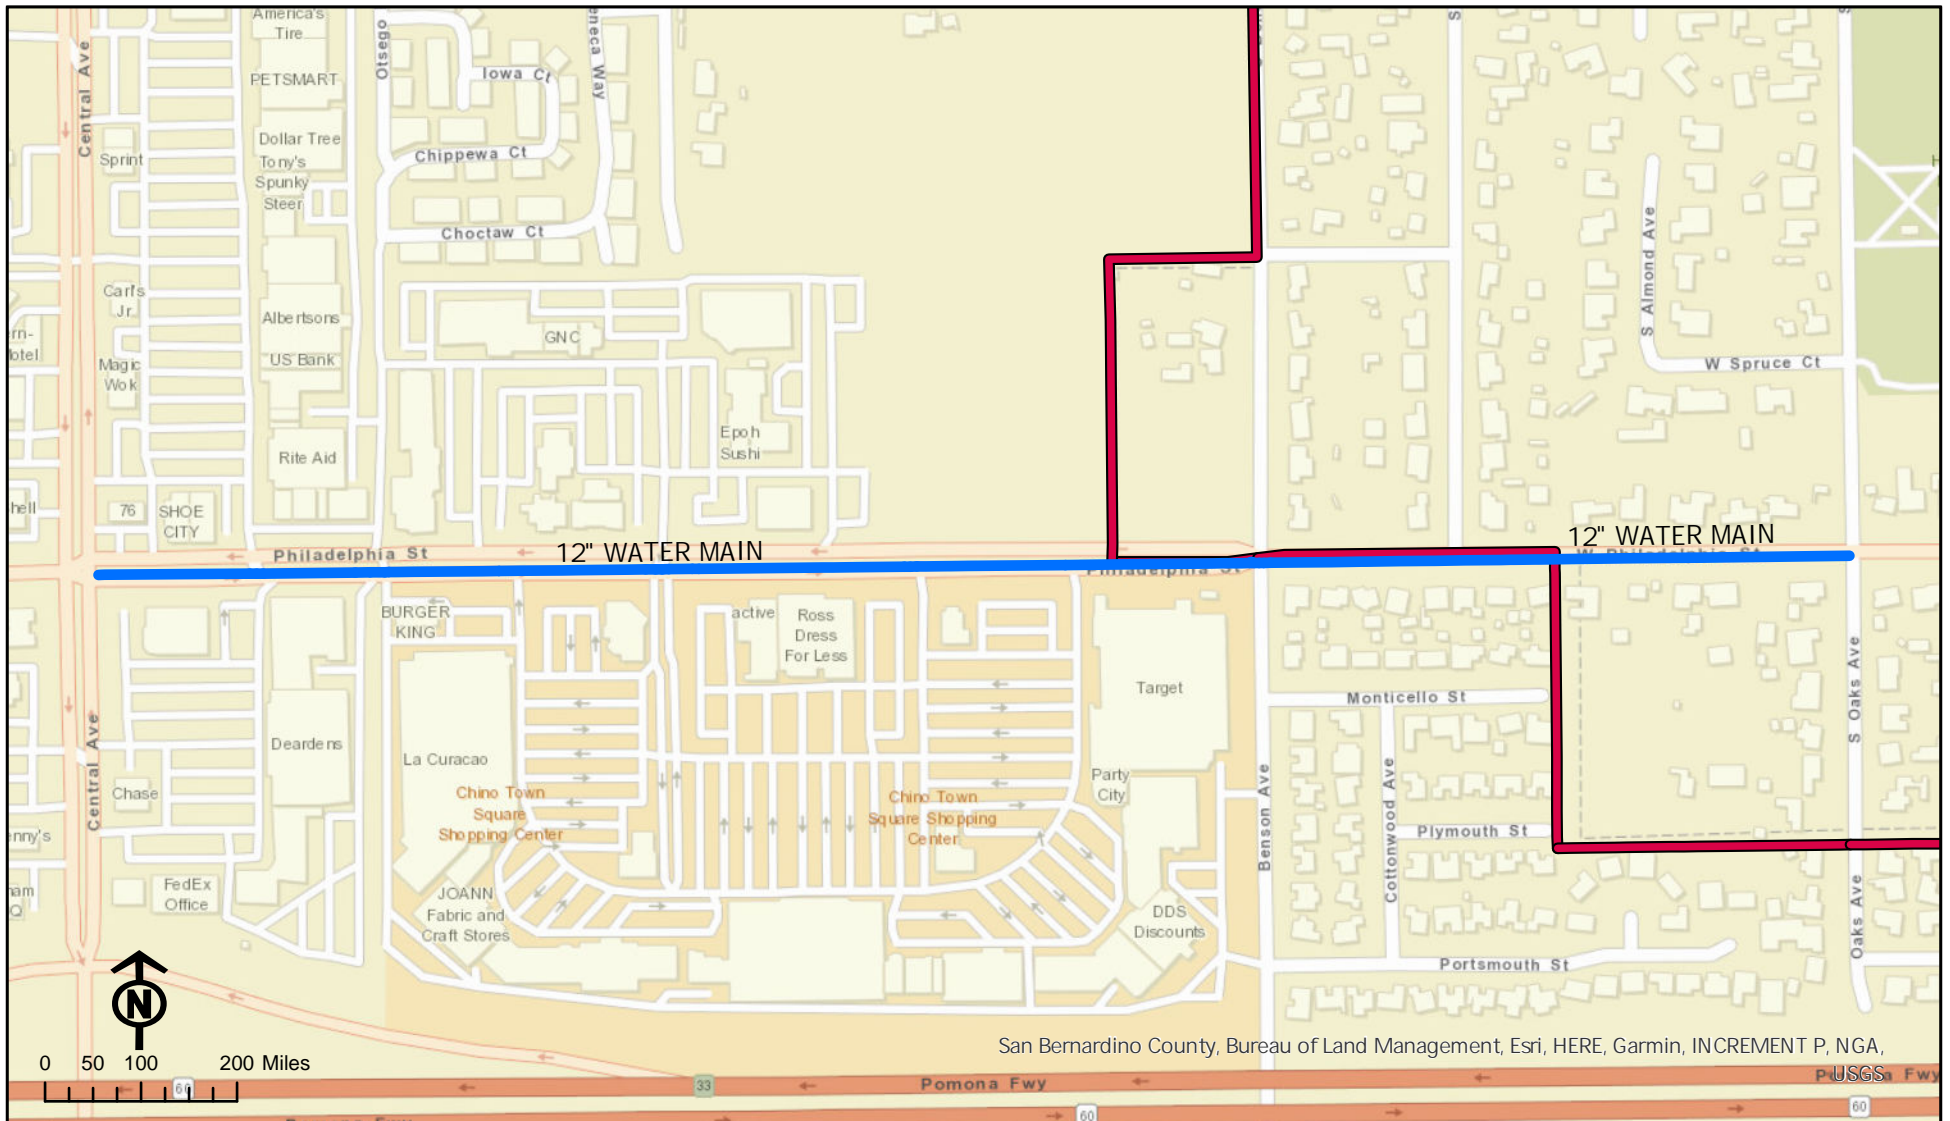 America's
Tire
PETSMART
Dollar Tree
Tony's
Spunky
Steer
Central Ave
Sprint
Otsego
Iowa Ct
Chippewa Ct
Choctaw Ct
Carl's
Jr
Albertsons
US Bank
GNC
Magic
Wok
Epoh
Sushi
Rite Aid
76
SHOE
CITY
S Almond Ave
W Spruce Ct
Philadelphia St
12" WATER MAIN
12" WATER MAIN
W Philadelphia St
Philadelphia St
BURGER
KING
active
Ross
Dress
For Less
Target
Monticello St
S Oaks Ave
Central Ave
Deardens
La Curacao
Chase
Chino Town
Square
Shopping Center
Chino Town
Square Shopping
Center
Party
City
Benson Ave
Cottonwood Ave
Plymouth St
FedEx
Office
JOANN
Fabric and
Craft Stores
DDS
Discounts
Oaks Ave
Portsmouth St
N
0 50 100 200 Miles
San Bernardino County, Bureau of Land Management, Esri, HERE, Garmin, INCREMENT P, NGA,
USGS
60
33
Pomona Fwy
60
60